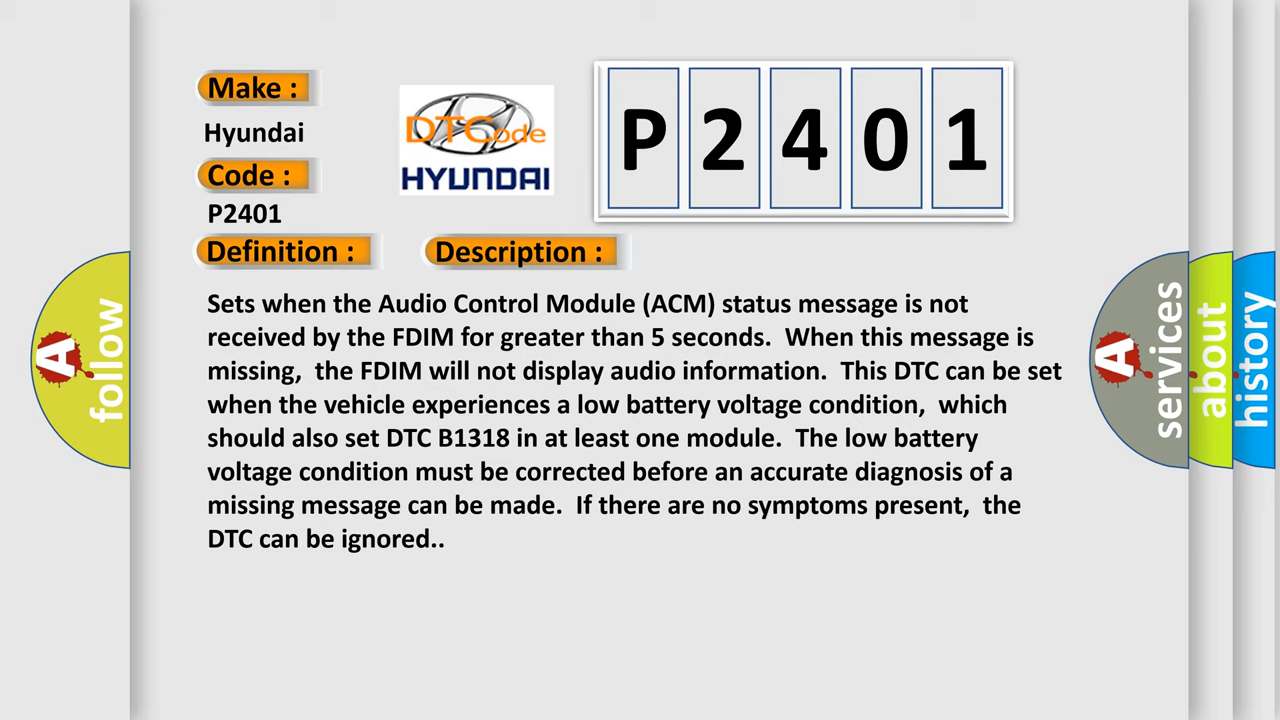 Make :
Hyundai
Code :
P2401
DTCode
HYUNDAI
P2401
Definition :
Description :
Sets when the Audio Control Module (ACM) status message is not
received by the FDIM for greater than 5 seconds. When this message is
missing, the FDIM will not display audio information. This DTC can be set
when the vehicle experiences a low battery voltage condition, which
should also set DTC B1318 in at least one module. The low battery
voltage condition must be corrected before an accurate diagnosis of a
missing message can be made. If there are no symptoms present, the
DTC can be ignored..
A follow
A services
about
history